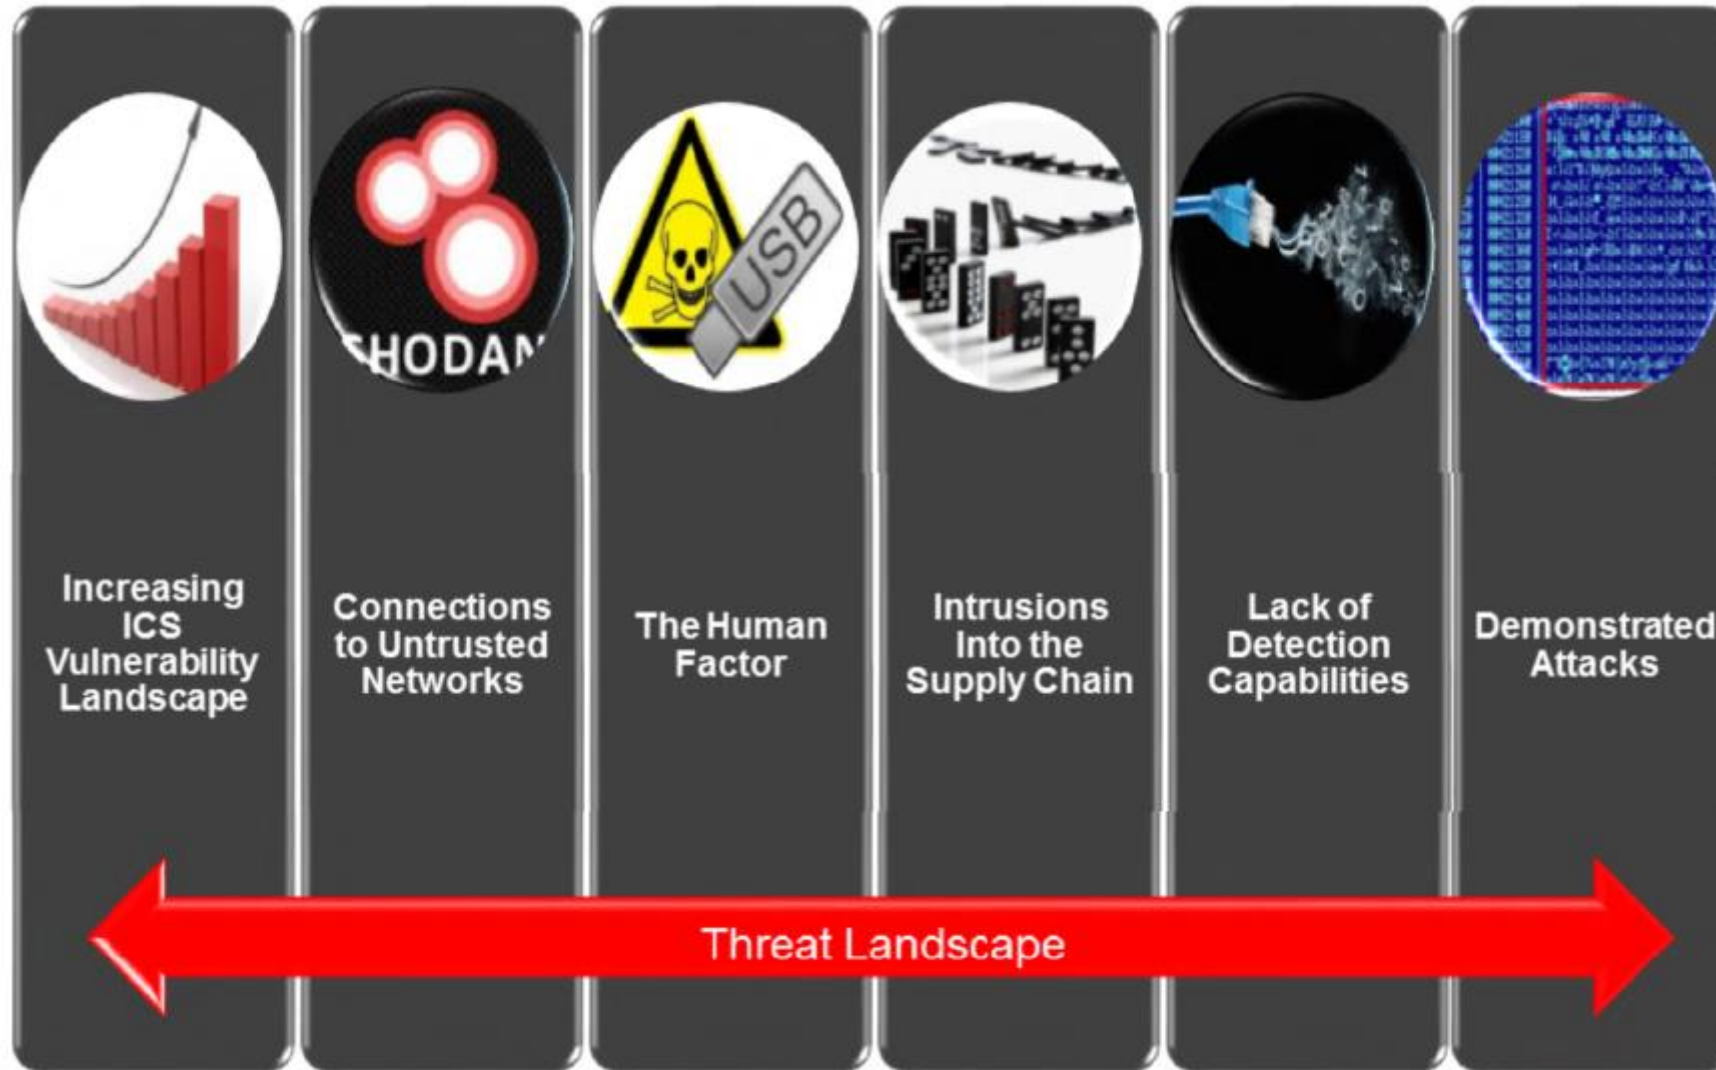 SHODAN
USB
Increasing
ICS
Vulnerability
Landscape
Connections
to Untrusted
Networks
The Human
Factor
Intrusions
Into the
Supply Chain
Lack of
Detection
Capabilities
Demonstrated
Attacks
Threat Landscape